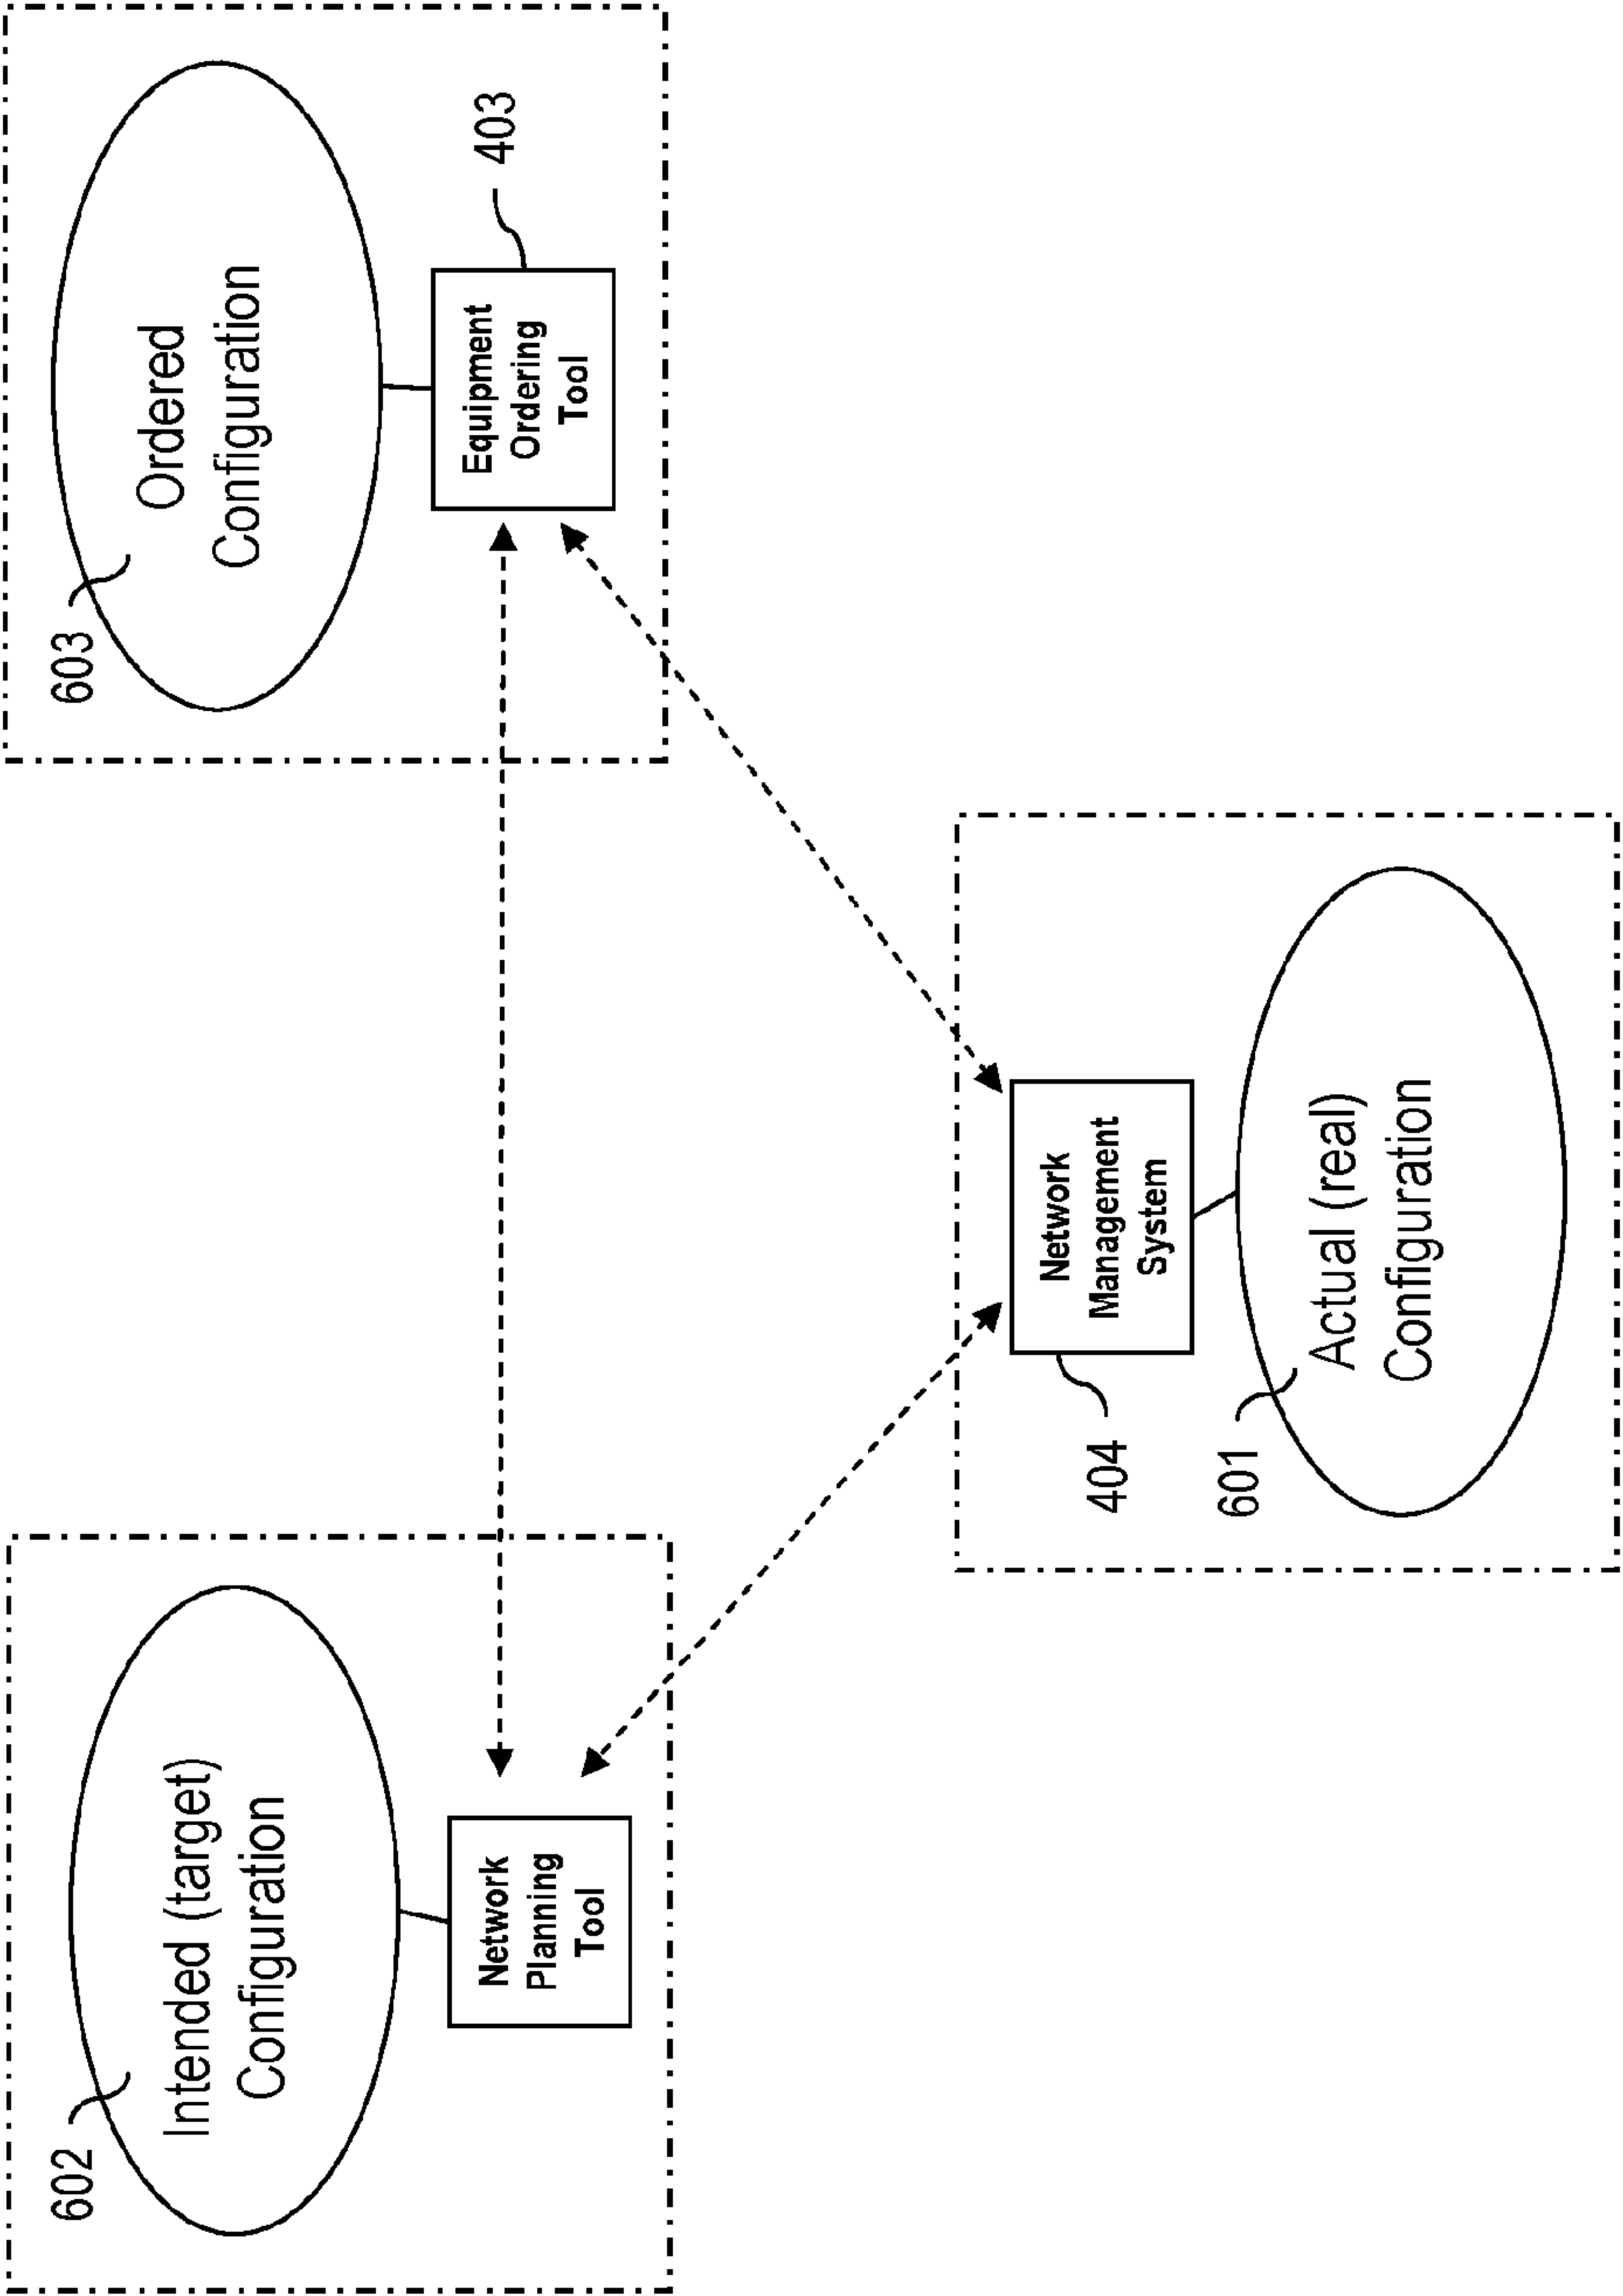 602
Intended (target)
Configuration
Network
Planning
Tool
603
Ordered
Configuration
403
Equipment
Ordering
Tool
404
Network
Management
System
601
Actual (real)
Configuration